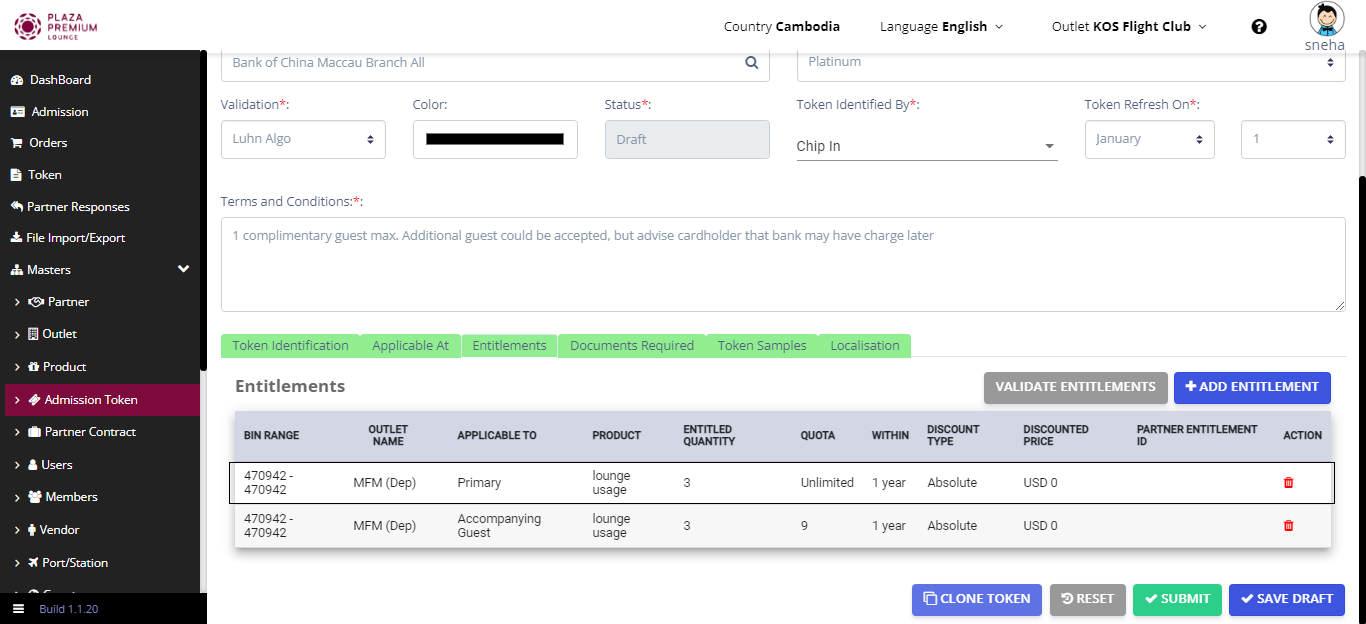 PLAZA
PREMIUM
LOUNGE
Country Cambodia
Language English
Outlet KOS Flight Club
sneha
DashBoard
Admission
Orders
Token
Partner Responses
File Import/Export
Masters
Partner
Outlet
Product
Admission Token
Partner Contract
Users
Members
Vendor
Port/Station
Build 1.1.20
Bank of China Maccau Branch All
Platinum
Validation*:
Color:
Status*:
Token Identified By*:
Token Refresh On*:
Luhn Algo
Draft
Chip In
January
1
Terms and Conditions:*:
1 complimentary guest max. Additional guest could be accepted, but advise cardholder that bank may have charge later
Token Identification
Applicable At
Entitlements
Documents Required
Token Samples
Localisation
Entitlements
VALIDATE ENTITLEMENTS
ADD ENTITLEMENT
BIN RANGE
OUTLET NAME
APPLICABLE TO
PRODUCT
ENTITLED QUANTITY
QUOTA
WITHIN
DISCOUNT TYPE
DISCOUNTED PRICE
PARTNER ENTITLEMENT ID
ACTION
470942 - 470942
MFM (Dep)
Primary
lounge usage
3
Unlimited
1 year
Absolute
USD 0
470942 - 470942
MFM (Dep)
Accompanying Guest
lounge usage
3
9
1 year
Absolute
USD 0
CLONE TOKEN
RESET
SUBMIT
SAVE DRAFT